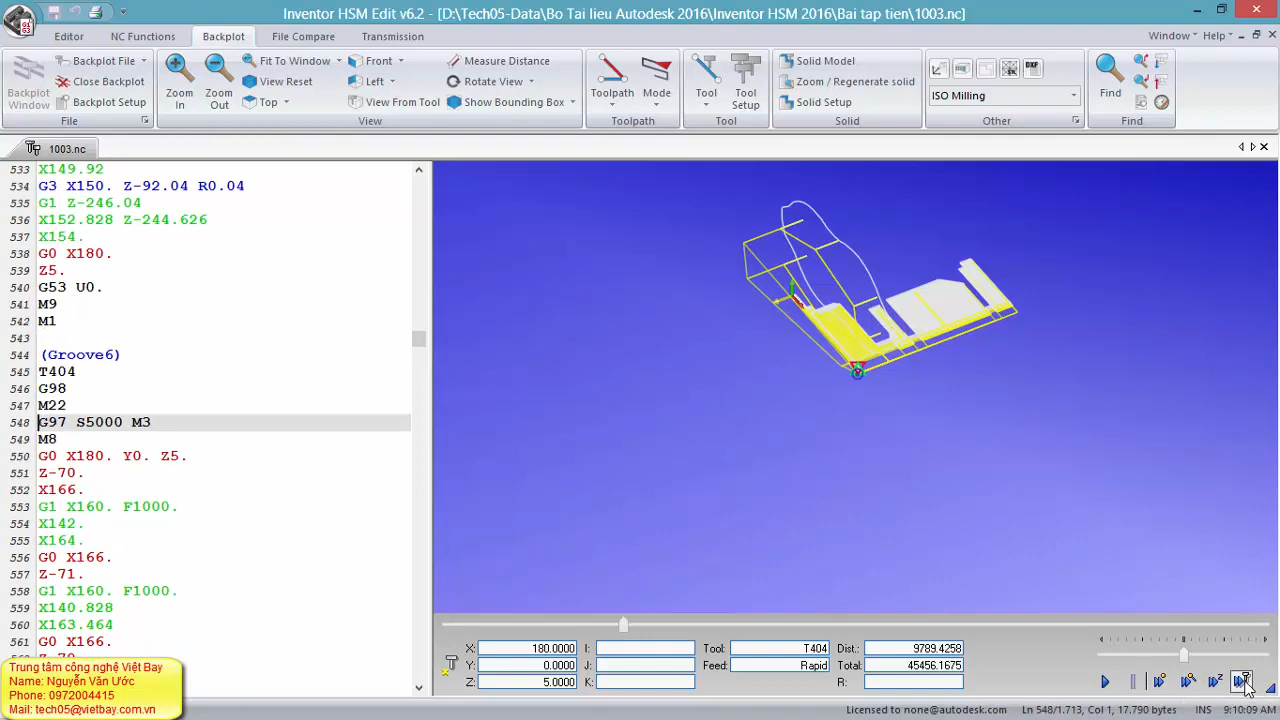 Inventor HSM Edit v6.2 - [D:\Tech05-Data\Bo Tai lieu Autodesk 2016\Inventor HSM 2016\Bai tap tien\1003.nc]
Editor NC Functions Backplot File Compare Transmission Window Help
Backplot Window
Backplot File
Close Backplot
Backplot Setup
File
Zoom In
Zoom Out
Fit To Window
View Reset
Top
Front
Left
View From Tool
Measure Distance
Rotate View
Show Bounding Box
View
Toolpath
Mode
Toolpath
Tool
Tool Setup
Tool
Solid Model
Zoom / Regenerate solid
Solid Setup
Solid
DXF
ISO Milling
Other
Find
Find
1003.nc
533 X149.92
534 G3 X150. Z-92.04 R0.04
535 G1 Z-246.04
536 X152.828 Z-244.626
537 X154.
538 G0 X180.
539 Z5.
540 G53 U0.
541 M9
542 M1
543
544 (Groove6)
545 T404
546 G98
547 M22
548 G97 S5000 M3
549 M8
550 G0 X180. Y0. Z5.
551 Z-70.
552 X166.
553 G1 X160. F1000.
554 X142.
555 X164.
556 G0 X166.
557 Z-71.
558 G1 X160. F1000.
559 X140.828
560 X163.464
561 G0 X166.
Trung tâm công nghệ Việt Bay
Name: Nguyễn Văn Ước
Phone: 0972004415
Mail: tech05@vietbay.com.vn
X: 180.0000 I: Tool: T404 Dist.: 9789.4258
Y: 0.0000 J: Feed: Rapid Total: 45456.1675
Z: 5.0000 K: R:
Licensed to none@autodesk.com Ln 548/1.713, Col 1, 17.790 bytes INS 9:10:09 AM